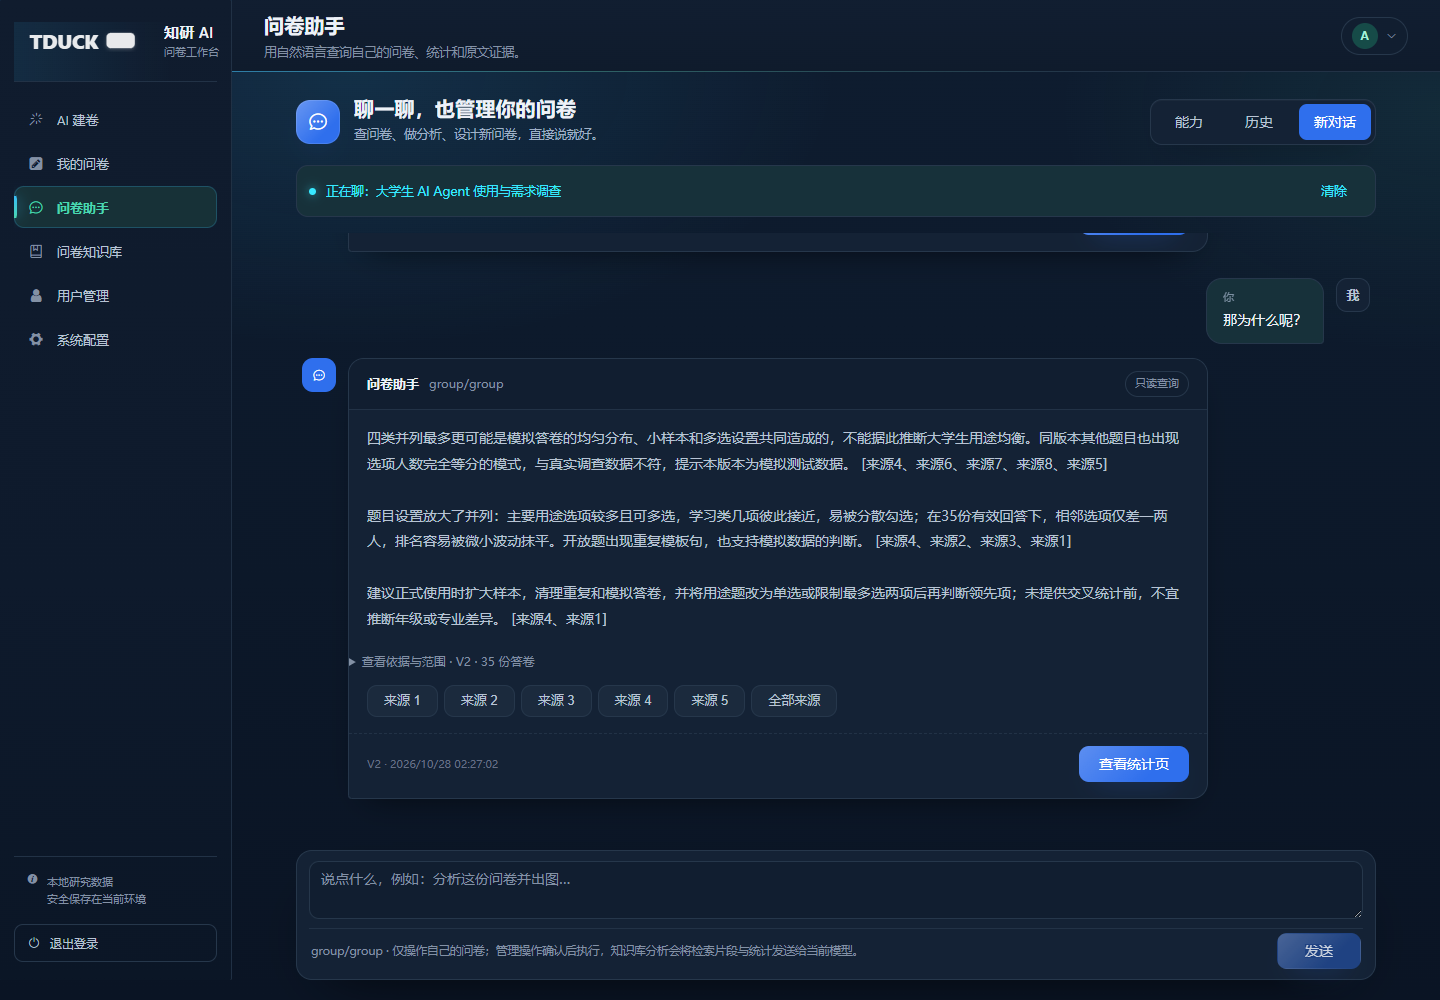 TDUCK
知研 AI
问卷工作台
AI 建卷
我的问卷
问卷助手
问卷知识库
用户管理
系统配置
本地研究数据
安全保存在当前环境
退出登录
问卷助手
用自然语言查询自己的问卷、统计和原文证据。
A
聊一聊，也管理你的问卷
查问卷、做分析、设计新问卷，直接说就好。
能力
历史
新对话
正在聊：大学生 AI Agent 使用与需求调查
清除
你
那为什么呢？
我
问卷助手 group/group
只读查询
四类并列最多更可能是模拟答卷的均匀分布、小样本和多选设置共同造成的，不能据此推断大学生用途均衡。同版本其他题目也出现
选项人数完全等分的模式，与真实调查数据不符，提示本版本为模拟测试数据。 [来源4、来源6、来源7、来源8、来源5]
题目设置放大了并列：主要用途选项较多且可多选，学习类几项彼此接近，易被分散勾选；在35份有效回答下，相邻选项仅差一两
人，排名容易被微小波动抹平。开放题出现重复模板句，也支持模拟数据的判断。 [来源4、来源2、来源3、来源1]
建议正式使用时扩大样本，清理重复和模拟答卷，并将用途题改为单选或限制最多选两项后再判断领先项；未提供交叉统计前，不宜
推断年级或专业差异。 [来源4、来源1]
查看依据与范围 · V2 · 35 份答卷
来源 1
来源 2
来源 3
来源 4
来源 5
全部来源
V2 · 2026/10/28 02:27:02
查看统计页
说点什么，例如：分析这份问卷并出图...
group/group · 仅操作自己的问卷；管理操作确认后执行，知识库分析会将检索片段与统计发送给当前模型。
发送